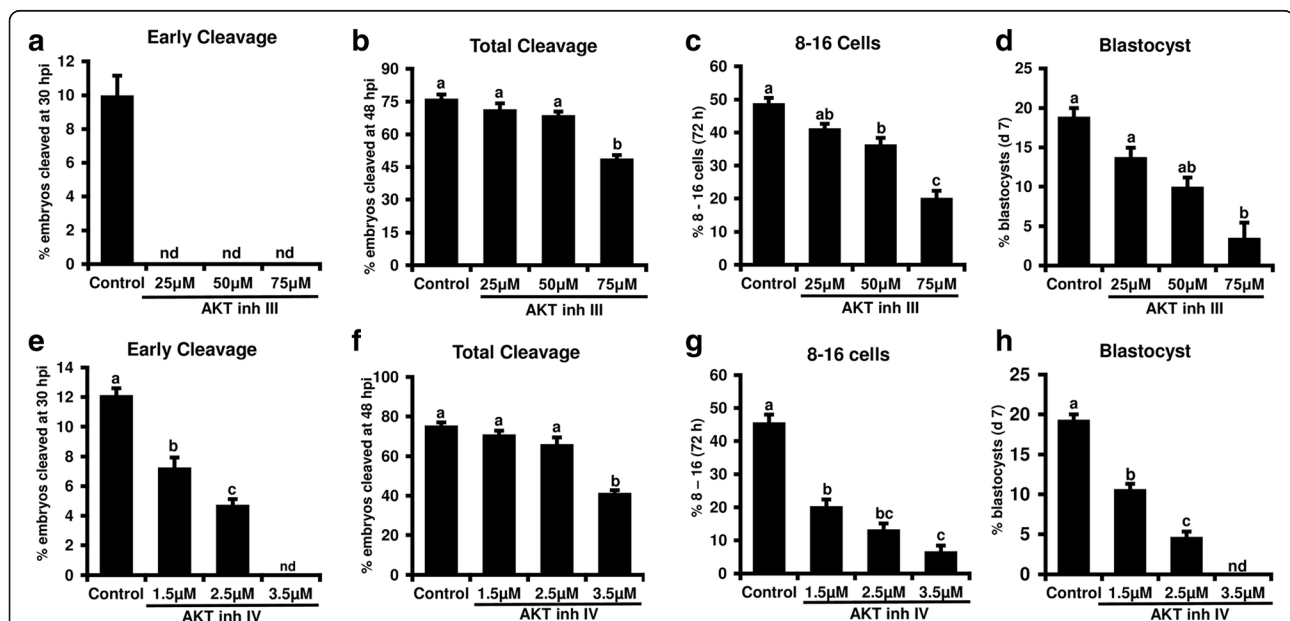 a
Early Cleavage
% embryos cleaved at 30 hpi
12
10
8
6
4
2
0
nd nd nd
Control 25µM 50µM 75µM
AKT inh III
b
Total Cleavage
% embryos cleaved at 48 hpi
90
75
60
45
30
15
0
a a a b
Control 25µM 50µM 75µM
AKT inh III
c
8-16 Cells
% 8 - 16 cells (72 h)
60
50
40
30
20
10
0
a ab b c
Control 25µM 50µM 75µM
AKT inh III
d
Blastocyst
% blastocysts (d 7)
25
20
15
10
5
0
a a ab b
Control 25µM 50µM 75µM
AKT inh III
e
Early Cleavage
% embryos cleaved at 30 hpi
14
12
10
8
6
4
2
0
a b c nd
Control 1.5µM 2.5µM 3.5µM
AKT inh IV
f
Total Cleavage
% embryos cleaved at 48 hpi
100
80
60
40
20
0
a a a b
Control 1.5µM 2.5µM 3.5µM
AKT inh IV
g
8-16 cells
% 8 – 16 (72 h)
60
50
40
30
20
10
0
a b bc c
Control 1.5µM 2.5µM 3.5µM
AKT inh IV
h
Blastocyst
% blastocysts (d 7)
25
20
15
10
5
0
a b c nd
Control 1.5µM 2.5µM 3.5µM
AKT inh IV